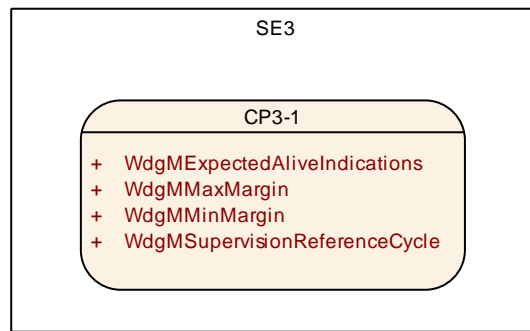 SE3
CP3-1
+ WdgMExpectedAliveIndications
+ WdgMMaxMargin
+ WdgMMinMargin
+ WdgMSupervisionReferenceCycle